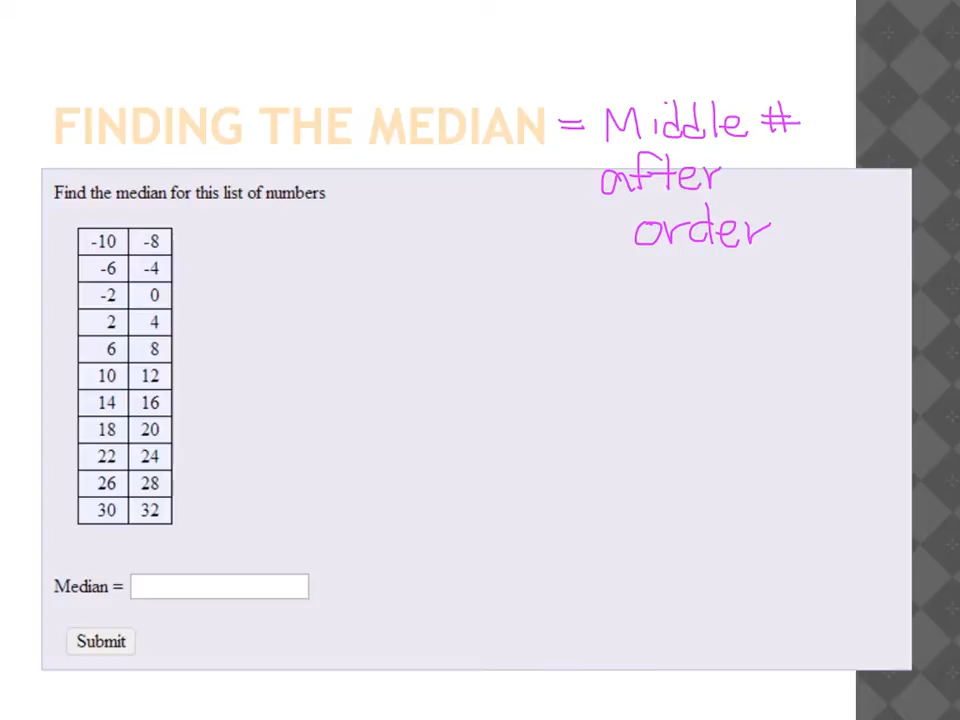 FINDING THE MEDIAN = Middle #
after
order
Find the median for this list of numbers
-10 -8
-6 -4
-2 0
2 4
6 8
10 12
14 16
18 20
22 24
26 28
30 32
Median =
Submit